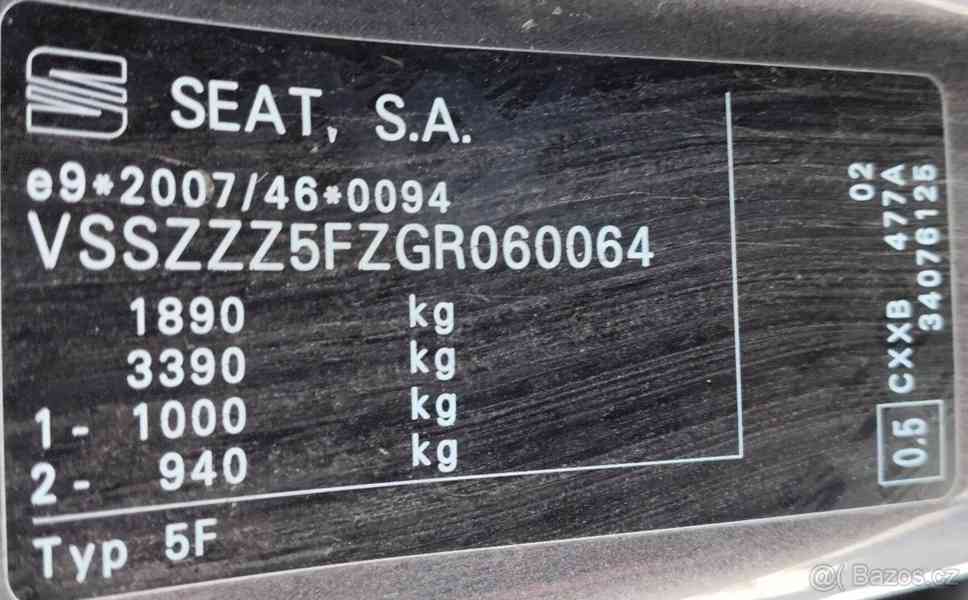 SEAT, S.A.
e9*2007/46*0094
VSSZZZ5FZGR060064
1890 kg
3390 kg
1- 1000 kg
2- 940 kg
Typ 5F
02
0.5 CXXB 477A
34076125
@( Bazos.cz